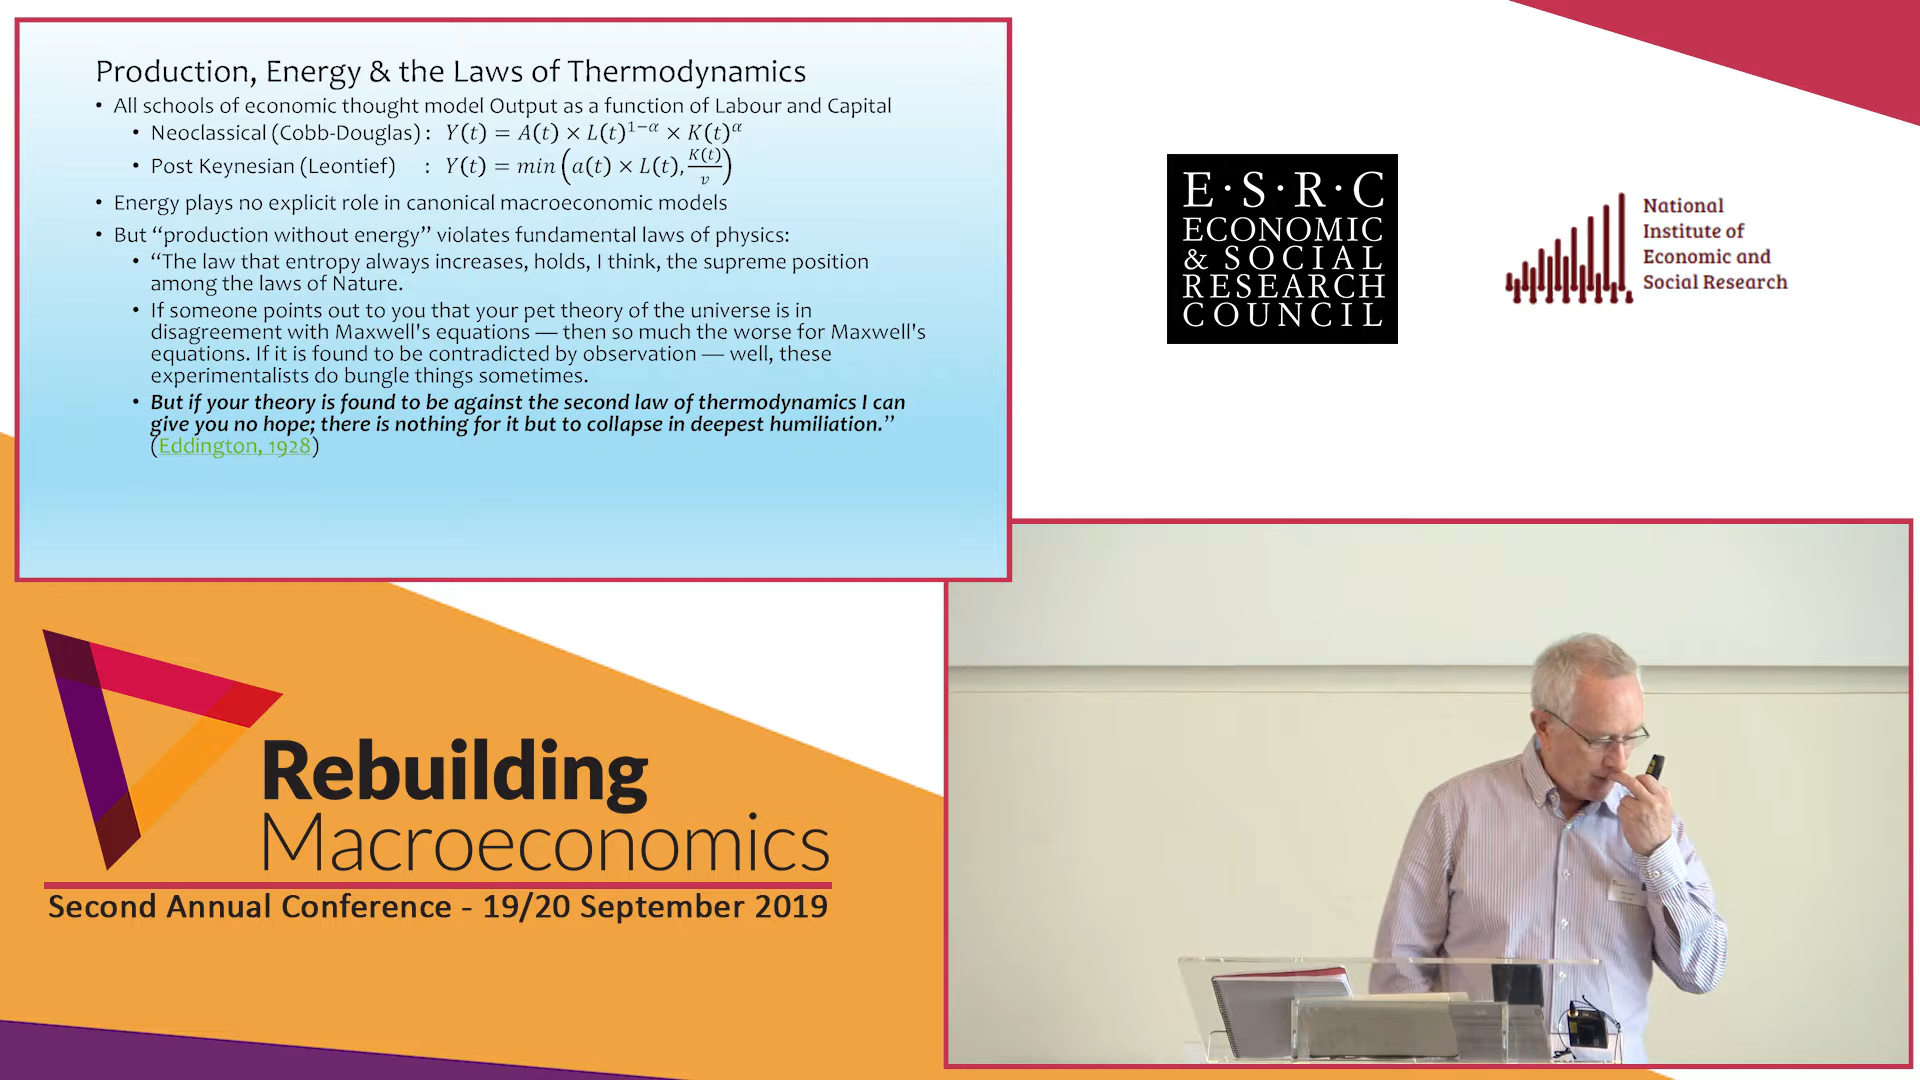 Production, Energy & the Laws of Thermodynamics
• All schools of economic thought model Output as a function of Labour and Capital
• Neoclassical (Cobb-Douglas) : Y(t) = A(t) × L(t)^{1−α} × K(t)^α
• Post Keynesian (Leontief) : Y(t) = min (a(t) × L(t), K(t)/v)
• Energy plays no explicit role in canonical macroeconomic models
• But “production without energy” violates fundamental laws of physics:
• “The law that entropy always increases, holds, I think, the supreme position
among the laws of Nature.
• If someone points out to you that your pet theory of the universe is in
disagreement with Maxwell's equations — then so much the worse for Maxwell's
equations. If it is found to be contradicted by observation — well, these
experimentalists do bungle things sometimes.
• But if your theory is found to be against the second law of thermodynamics I can
give you no hope; there is nothing for it but to collapse in deepest humiliation.”
(Eddington, 1928)
E·S·R·C
ECONOMIC
& SOCIAL
RESEARCH
COUNCIL
National
Institute of
Economic and
Social Research
Rebuilding
Macroeconomics
Second Annual Conference - 19/20 September 2019